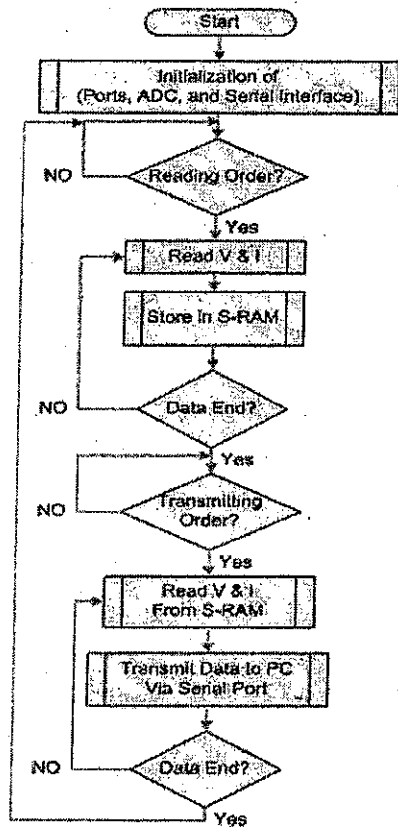 Start
Initialization of
(Ports, ADC, and Serial Interface)
NO
Reading Order?
Yes
Read V & I
Store In S-RAM
NO
Data End?
Yes
NO
Transmitting
Order?
Yes
Read V & I
From S-RAM
Transmit Data to PC
Via Serial Port
NO
Data End?
Yes